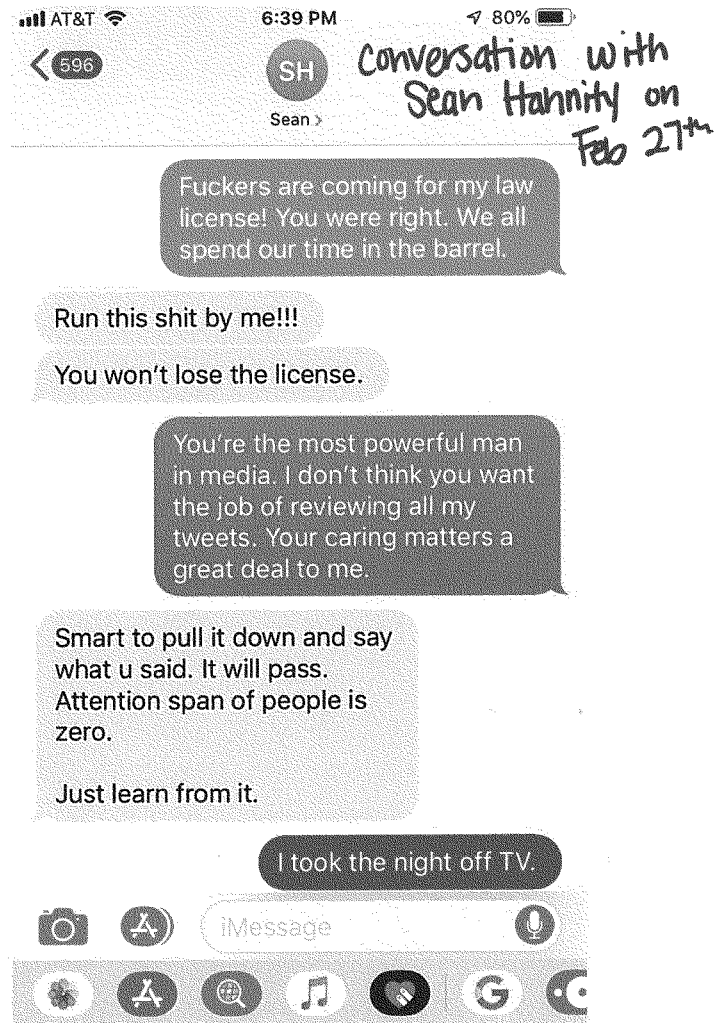 AT&T 6:39 PM 80%
596
SH
Sean >
Conversation with
Sean Hannity on
Feb 27th
Fuckers are coming for my law
license! You were right. We all
spend our time in the barrel.
Run this shit by me!!!
You won't lose the license.
You're the most powerful man
in media. I don't think you want
the job of reviewing all my
tweets. Your caring matters a
great deal to me.
Smart to pull it down and say
what u said. It will pass.
Attention span of people is
zero.
Just learn from it.
I took the night off TV.
iMessage
G